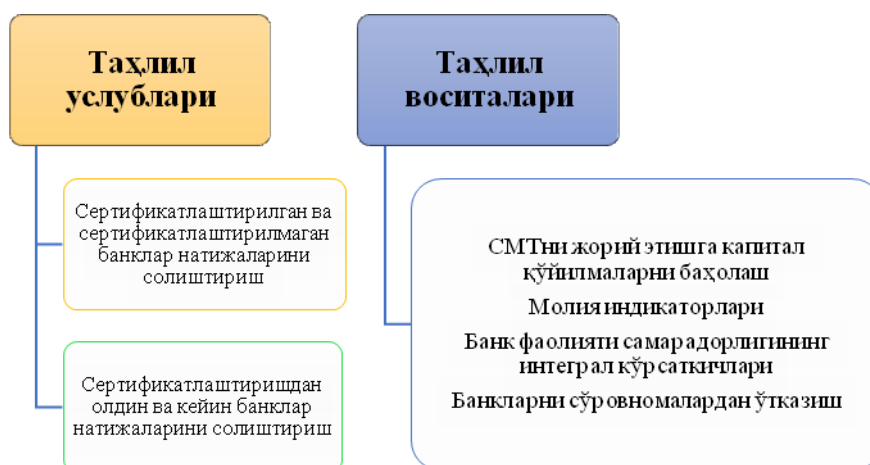 Таҳлил
услублари
Сертификатлаштирилган ва
сертификатлаштирилмаган
банклар натижаларини
солиштириш
Сертификатлаштиришдан
олдин ва кейин банклар
натижаларини солиштириш
Таҳлил
воситалари
СМТни жорий этишга капитал
қўйилмаларни баҳолаш
Молия индикаторлари
Банк фаолияти самарадорлигининг
интеграл кўрсаткичлари
Банкларни сўровномалардан ўтказиш